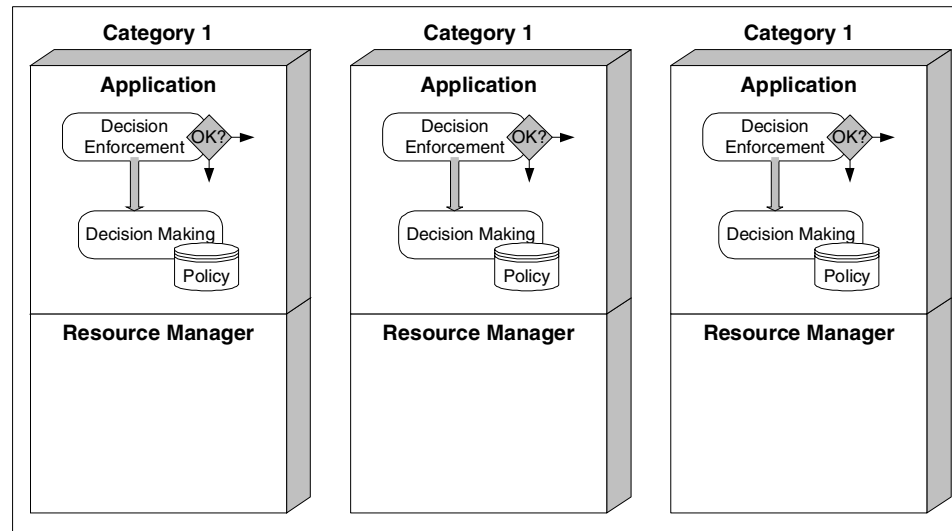 Category 1
Application
Decision
Enforcement
OK?
Decision Making
Policy
Resource Manager
Category 1
Application
Decision
Enforcement
OK?
Decision Making
Policy
Resource Manager
Category 1
Application
Decision
Enforcement
OK?
Decision Making
Policy
Resource Manager